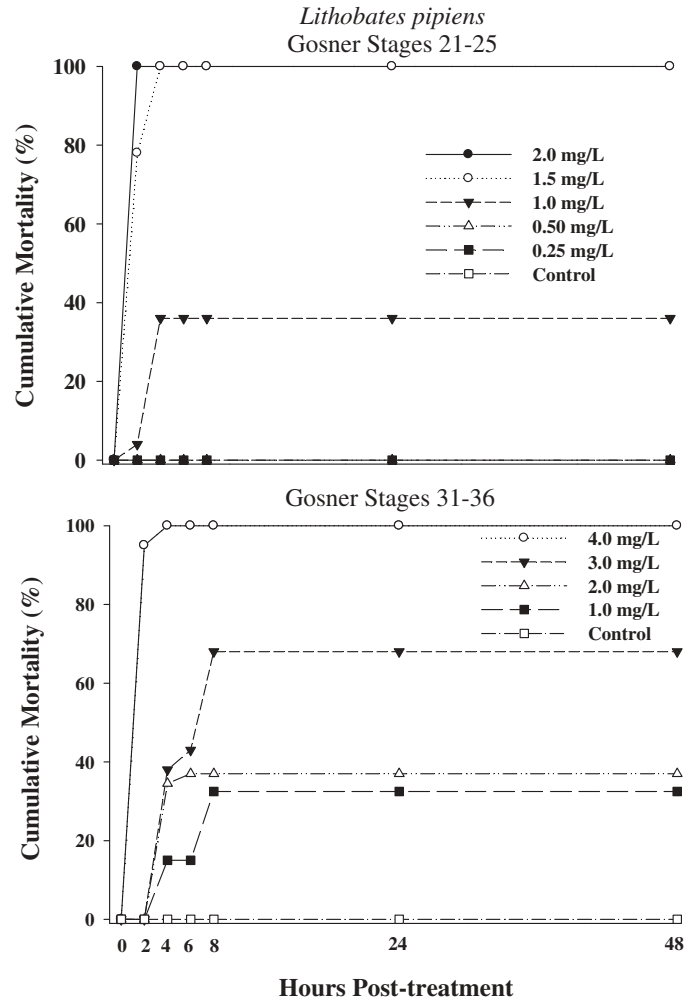 Lithobates pipiens
Gosner Stages 21-25
Cumulative Mortality (%)
100
80
60
40
20
0
2.0 mg/L
1.5 mg/L
1.0 mg/L
0.50 mg/L
0.25 mg/L
Control
Gosner Stages 31-36
Cumulative Mortality (%)
100
80
60
40
20
0
4.0 mg/L
3.0 mg/L
2.0 mg/L
1.0 mg/L
Control
0 2 4 6 8 24 48
Hours Post-treatment